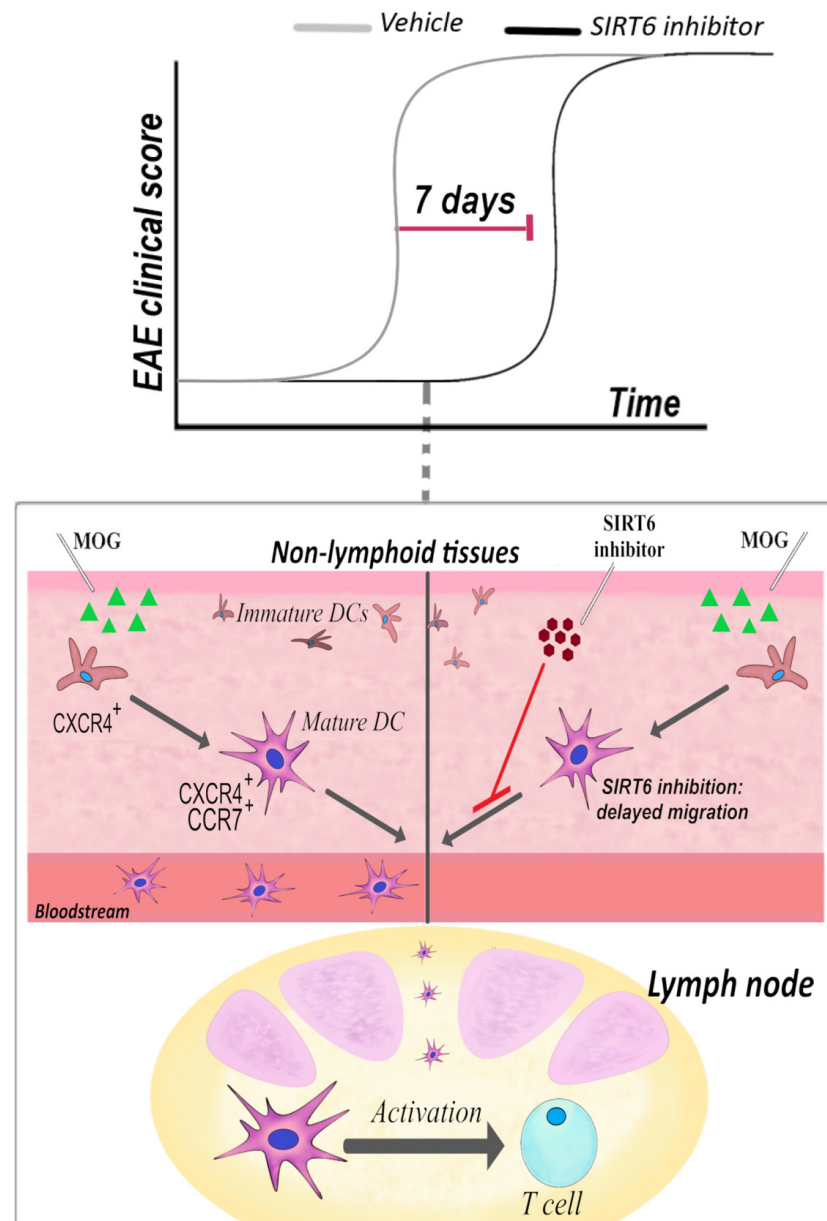 Vehicle
SIRT6 inhibitor
EAE clinical score
7 days
Time
MOG
Non-lymphoid tissues
SIRT6
inhibitor
MOG
Immature DCs
CXCR4+
Mature DC
CXCR4+
CCR7+
SIRT6 inhibition:
delayed migration
Bloodstream
Lymph node
Activation
T cell